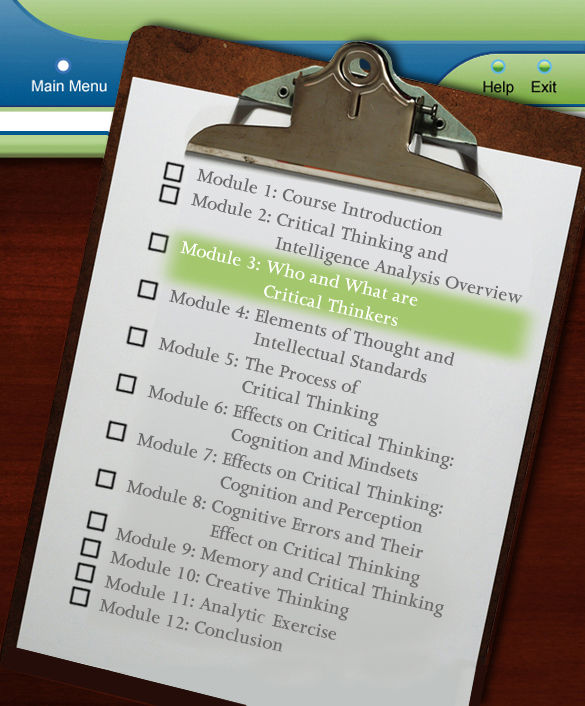 Main Menu
Help Exit
Module 1: Course Introduction
Module 2: Critical Thinking and
Intelligence Analysis Overview
Module 3: Who and What are
Critical Thinkers
Module 4: Elements of Thought and
Intellectual Standards
Module 5: The Process of
Critical Thinking
Module 6: Effects on Critical Thinking:
Cognition and Mindsets
Module 7: Effects on Critical Thinking:
Cognition and Perception
Module 8: Cognitive Errors and Their
Effect on Critical Thinking
Module 9: Memory and Critical Thinking
Module 10: Creative Thinking
Module 11: Analytic Exercise
Module 12: Conclusion